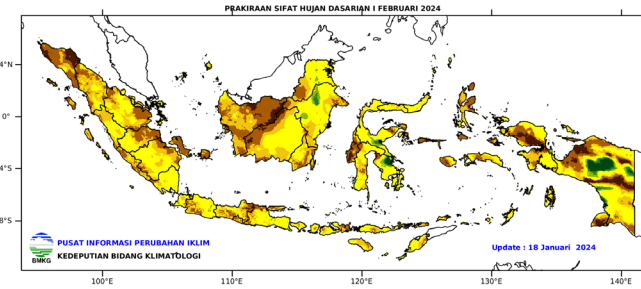 PRAKIRAAN SIFAT HUJAN DASARIAN I FEBRUARI 2024
4°N
0°
4°S
8°S
PUSAT INFORMASI PERUBAHAN IKLIM
KEDEPUTIAN BIDANG KLIMATOLOGI
BMKG
Update : 18 Januari 2024
100°E
110°E
120°E
130°E
140°E